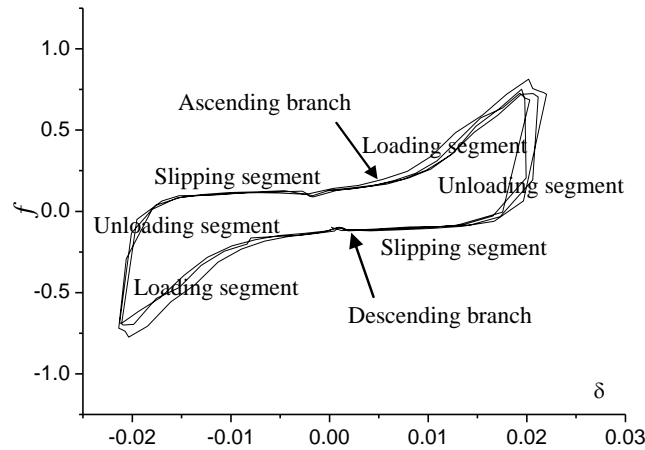 1.0
Ascending branch
Loading segment
0.5
Slipping segment
Unloading segment
f
0.0
Unloading segment
Slipping segment
-0.5
Loading segment
Descending branch
-1.0
δ
-0.02 -0.01 0.00 0.01 0.02 0.03